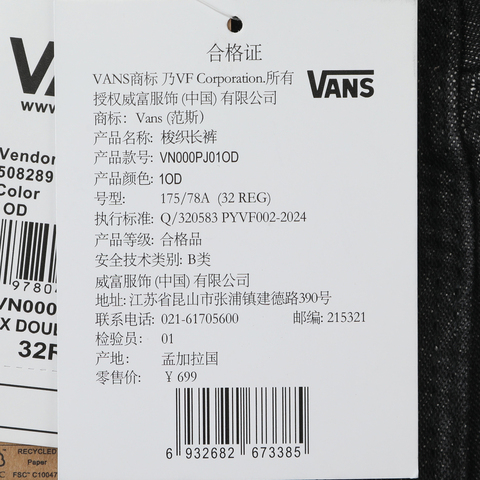 合格证
VANS商标 乃VF Corporation.所有
授权威富服饰 (中国) 有限公司
VANS
商标: Vans (范斯)
产品名称: 梭织长裤
产品款号: VN000PJ01OD
产品颜色: 1OD
号型: 175/78A (32 REG)
执行标准: Q/320583 PYVF002-2024
产品等级: 合格品
安全技术类别: B类
威富服饰 (中国) 有限公司
地址: 江苏省昆山市张浦镇建德路390号
联系电话: 021-61705600 邮编: 215321
检验员: 01
产地: 孟加拉国
零售价: ￥699
6 932682 673385
www.
Vendor
508289
Color
OD
97804
VN000
X DOUB
32R
RECYCLED
Paper
FSC® C10047